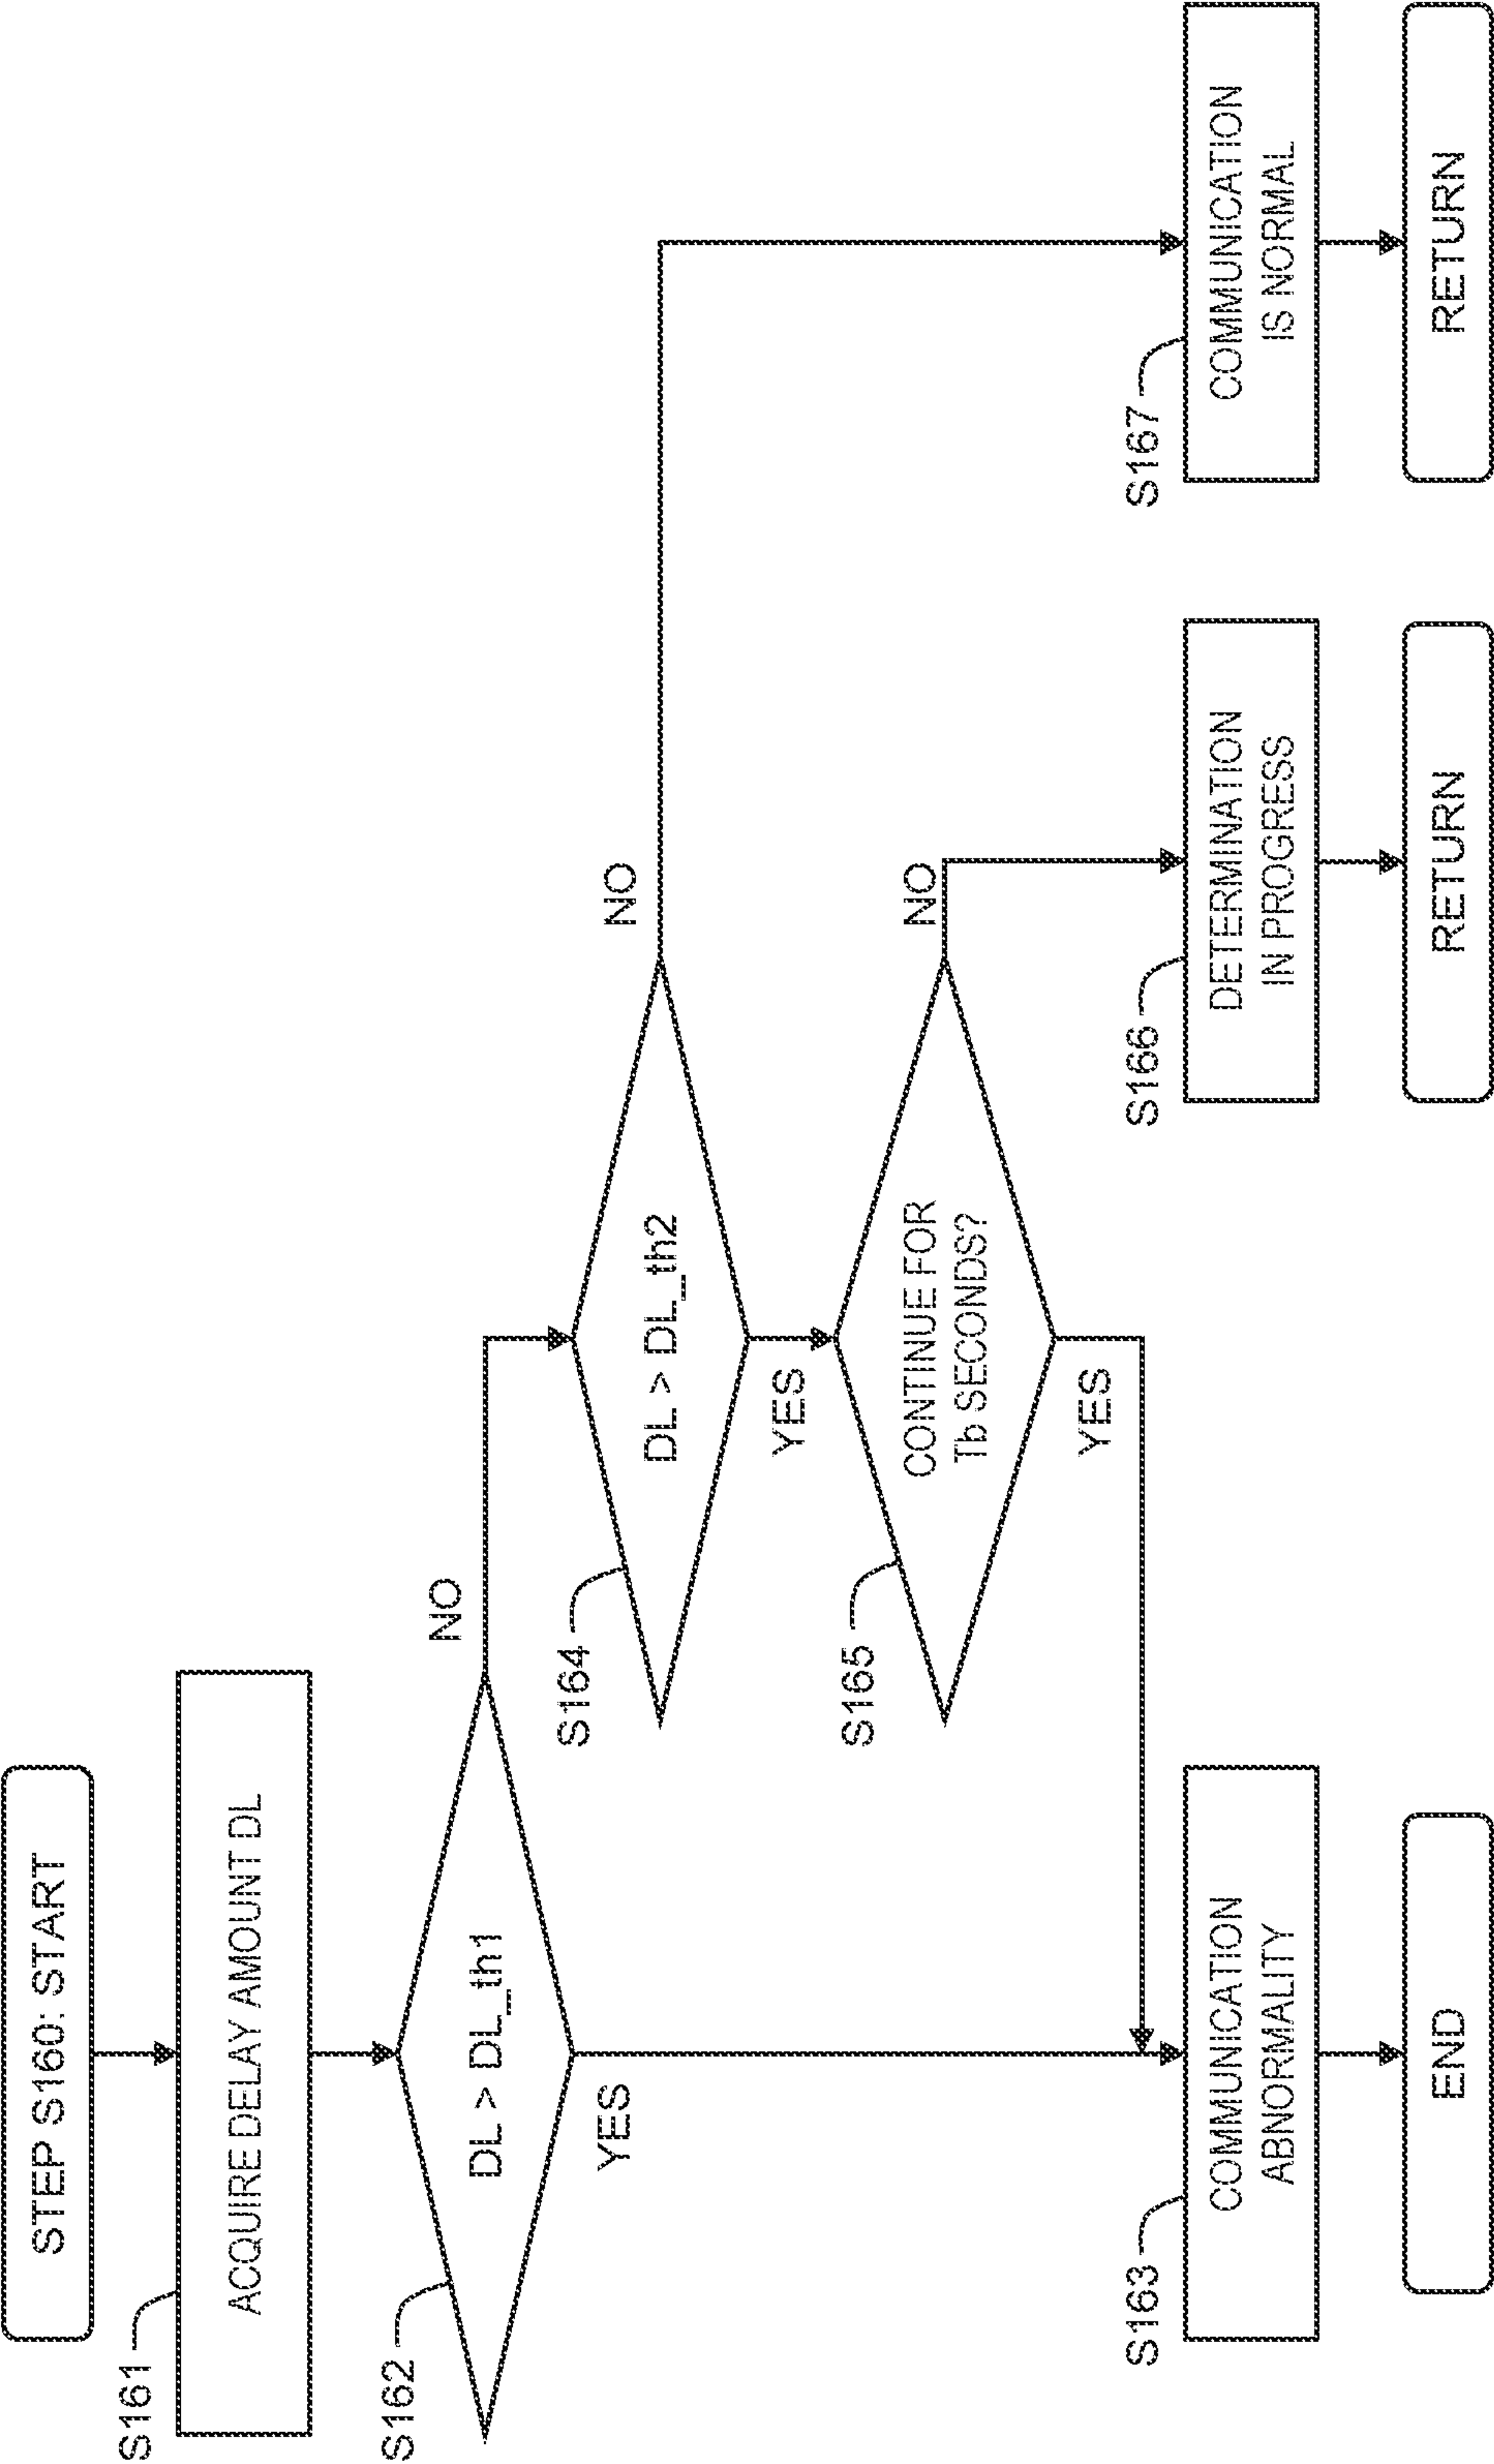 STEP S160: START
S161
ACQUIRE DELAY AMOUNT DL
S162
DL > DL_th1
NO
YES
S164
DL > DL_th2
NO
YES
S165
CONTINUE FOR
Tb SECONDS?
NO
YES
S163
COMMUNICATION
ABNORMALITY
S166
DETERMINATION
IN PROGRESS
S167
COMMUNICATION
IS NORMAL
END
RETURN
RETURN